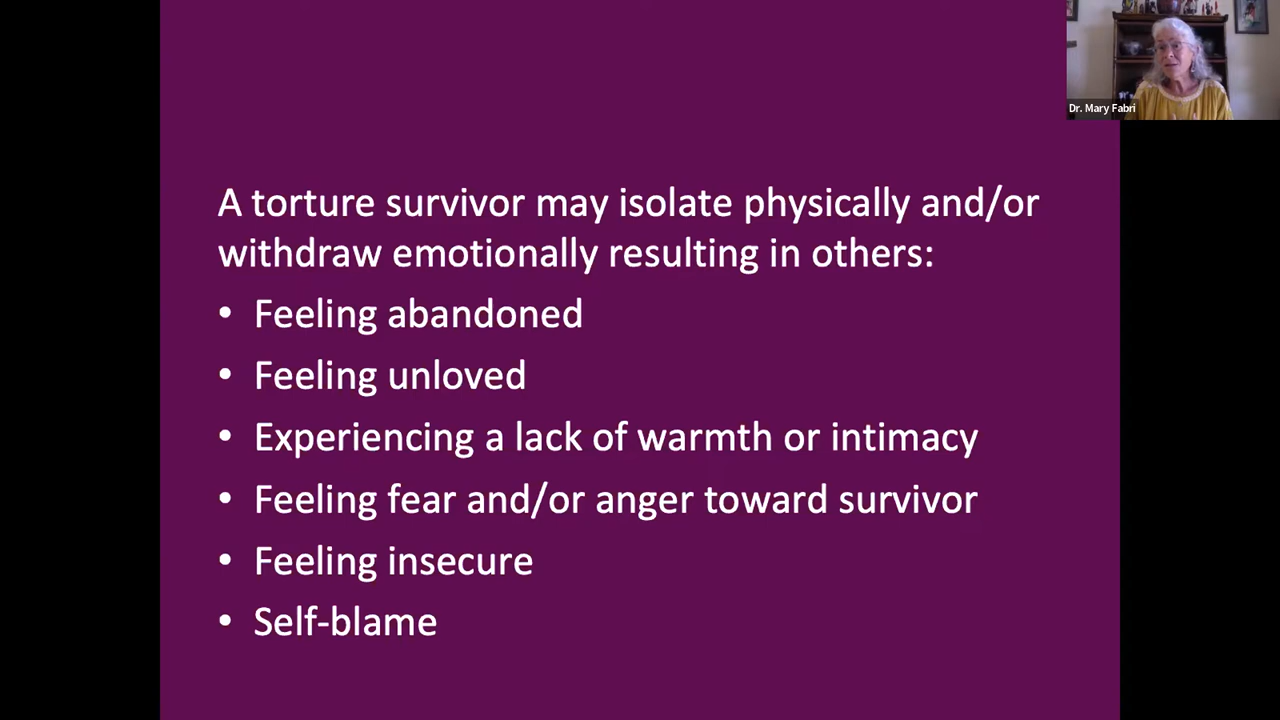 Dr. Mary Fabri
A torture survivor may isolate physically and/or
withdraw emotionally resulting in others:
• Feeling abandoned
• Feeling unloved
• Experiencing a lack of warmth or intimacy
• Feeling fear and/or anger toward survivor
• Feeling insecure
• Self-blame